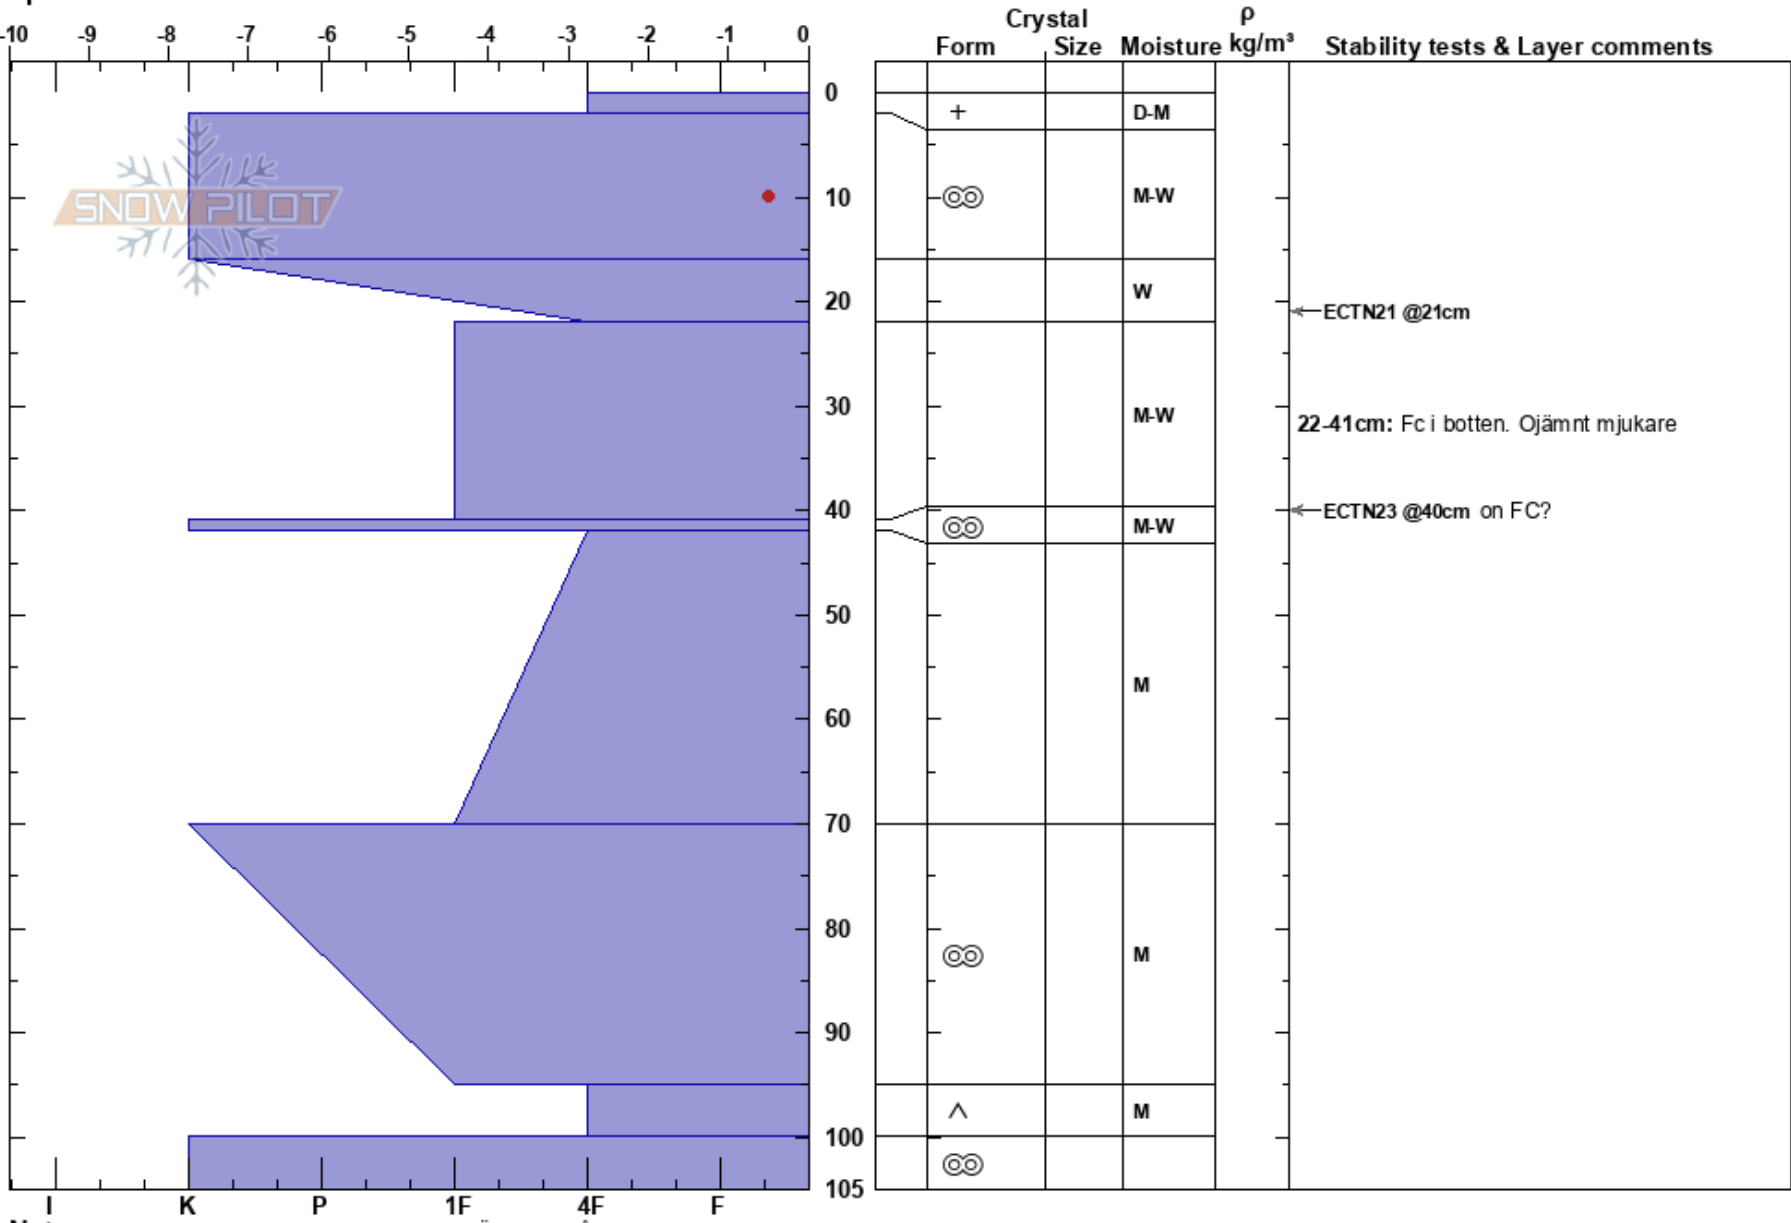 Crystal ρ
-10 -9 -8 -7 -6 -5 -4 -3 -2 -1 0 Form Size Moisture kg/m³ Stability tests & Layer comments
0
+ D-M
SNOW PILOT 10 M-W
W
20 ECTN21 @21cm
30 M-W
22-41cm: Fc i botten. Ojämnt mjukare
40 ECTN23 @40cm on FC?
M-W
50
M
60
70
80
M
90
M
100
105
I K P 1F 4F F